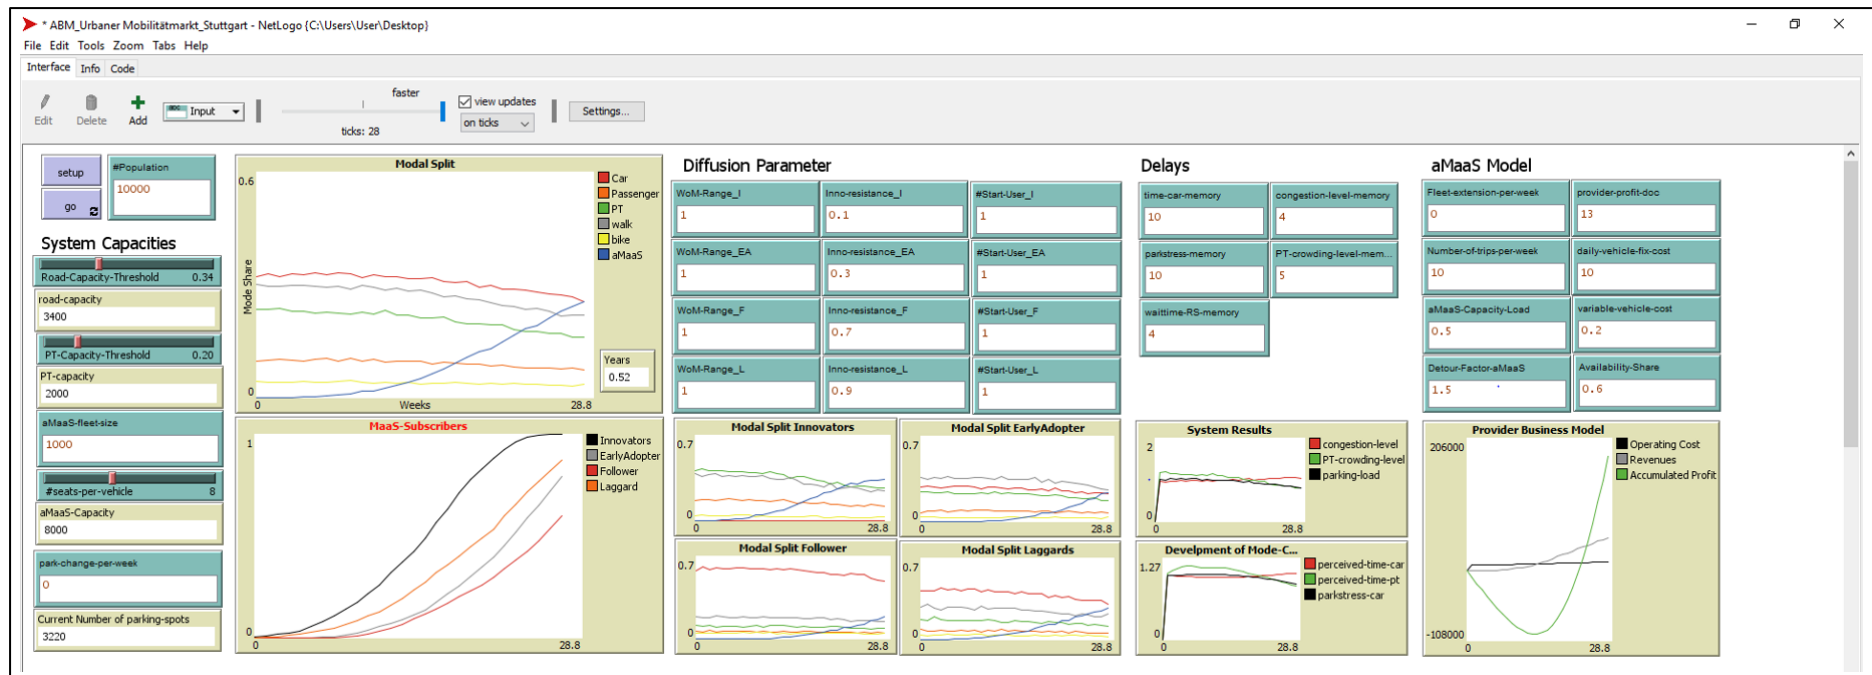 * ABM_Urbaner Mobilitätmarkt_Stuttgart - NetLogo {C:\Users\User\Desktop}
File Edit Tools Zoom Tabs Help
Interface Info Code
Edit Delete Add
abc Input
faster
ticks: 28
view updates
on ticks
Settings...
setup
go
#Population
10000
System Capacities
Road-Capacity-Threshold 0.34
road-capacity
3400
PT-Capacity-Threshold 0.20
PT-capacity
2000
aMaaS-fleet-size
1000
#seats-per-vehicle 8
aMaaS-Capacity
8000
park-change-per-week
0
Current Number of parking-spots
3220
Modal Split
0.6
Mode Share
0
0
Weeks
28.8
Car
Passenger
PT
walk
bike
aMaaS
Years
0.52
MaaS-Subscribers
1
0
0
28.8
Innovators
EarlyAdopter
Follower
Laggard
Diffusion Parameter
WoM-Range_I
1
Inno-resistance_I
0.1
#Start-User_I
1
WoM-Range_EA
1
Inno-resistance_EA
0.3
#Start-User_EA
1
WoM-Range_F
1
Inno-resistance_F
0.7
#Start-User_F
1
WoM-Range_L
1
Inno-resistance_L
0.9
#Start-User_L
1
Modal Split Innovators
0.7
0
0
28.8
Modal Split EarlyAdopter
0.7
0
0
28.8
Modal Split Follower
0.7
0
0
28.8
Modal Split Laggards
0.7
0
0
28.8
Delays
time-car-memory
10
congestion-level-memory
4
parkstress-memory
10
PT-crowding-level-mem...
5
waittime-RS-memory
4
System Results
2
0
0
28.8
congestion-level
PT-crowding-level
parking-load
Develpment of Mode-C...
1.27
0
0
28.8
perceived-time-car
perceived-time-pt
parkstress-car
aMaaS Model
Fleet-extension-per-week
0
provider-profit-doc
13
Number-of-trips-per-week
10
daily-vehicle-fix-cost
10
aMaaS-Capacity-Load
0.5
variable-vehicle-cost
0.2
Detour-Factor-aMaaS
1.5
Availability-Share
0.6
Provider Business Model
206000
-108000
0
28.8
Operating Cost
Revenues
Accumulated Profit